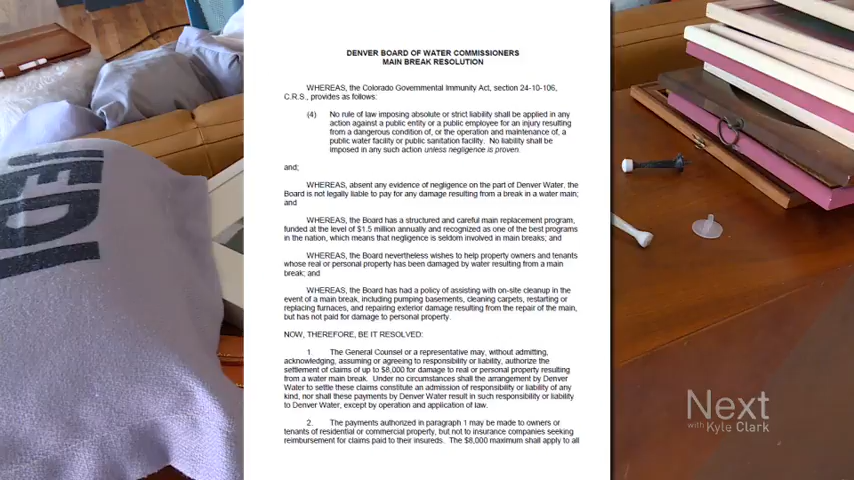 DENVER BOARD OF WATER COMMISSIONERS
MAIN BREAK RESOLUTION
WHEREAS, the Colorado Governmental Immunity Act, section 24-10-106,
C.R.S., provides as follows:
(4) No rule of law imposing absolute or strict liability shall be applied in any
action against a public entity or a public employee for an injury resulting
from a dangerous condition of, or the operation and maintenance of, a
public water facility or public sanitation facility. No liability shall be
imposed in any such action unless negligence is proven.
and;
WHEREAS, absent any evidence of negligence on the part of Denver Water, the
Board is not legally liable to pay for any damage resulting from a break in a water main;
and
WHEREAS, the Board has a structured and careful main replacement program,
funded at the level of $1.5 million annually and recognized as one of the best programs
in the nation, which means that negligence is seldom involved in main breaks; and
WHEREAS, the Board nevertheless wishes to help property owners and tenants
whose real or personal property has been damaged by water resulting from a main
break; and
WHEREAS, the Board has had a policy of assisting with on-site cleanup in the
event of a main break, including pumping basements, cleaning carpets, restarting or
replacing furnaces, and repairing exterior damage resulting from the repair of the main,
but has not paid for damage to personal property.
NOW, THEREFORE, BE IT RESOLVED:
1. The General Counsel or a representative may, without admitting,
acknowledging, assuming or agreeing to responsibility or liability, authorize the
settlement of claims of up to $8,000 for damage to real or personal property resulting
from a water main break. Under no circumstances shall the arrangement by Denver
Water to settle these claims constitute an admission of responsibility or liability of any
kind, nor shall these payments by Denver Water result in such responsibility or liability
to Denver Water, except by operation and application of law.
2. The payments authorized in paragraph 1 may be made to owners or
tenants of residential or commercial property, but not to insurance companies seeking
reimbursement for claims paid to their insureds. The $8,000 maximum shall apply to all
JEDI
Next
with Kyle Clark